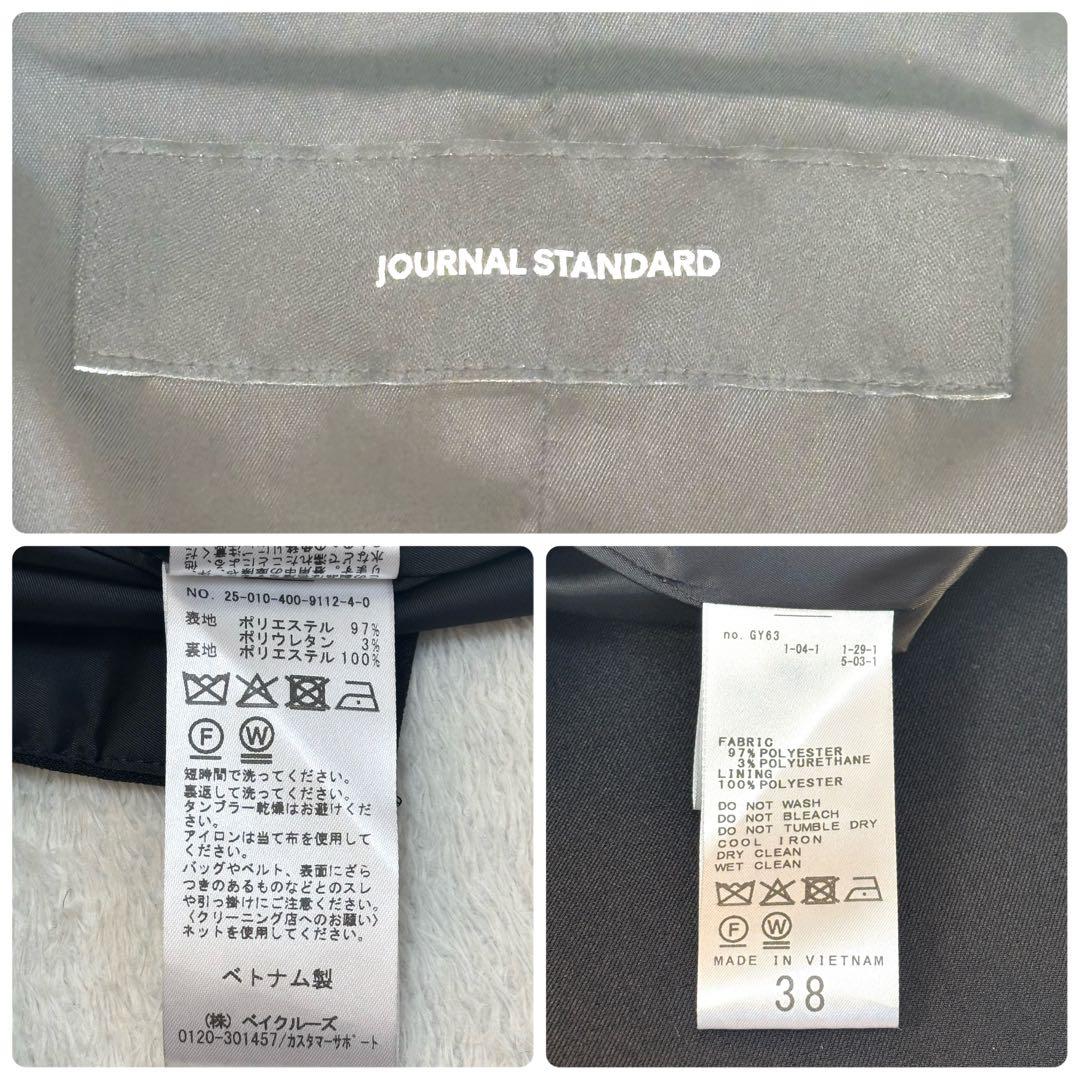 JOURNAL STANDARD
NO. 25-010-400-9112-4-0
表地 ポリエステル 97%
ポリウレタン 3%
裏地 ポリエステル 100%
F W
短時間で洗ってください。
裏返して洗ってください。
タンブラー乾燥はお避けくだ
さい。
アイロンは当て布を使用して
ください。
バッグやベルト、表面にざら
つきのあるものなどとのスレ
や引っ掛けにご注意ください。
〈クリーニング店へのお願い〉
ネットを使用してください。
ベトナム製
(株) ベイクルーズ
0120-301457/カスタマーサポート
no. GY63
1-04-1 1-29-1
5-03-1
FABRIC
97% POLYESTER
3% POLYURETHANE
LINING
100% POLYESTER
DO NOT WASH
DO NOT BLEACH
DO NOT TUMBLE DRY
COOL IRON
DRY CLEAN
WET CLEAN
F W
MADE IN VIETNAM
38